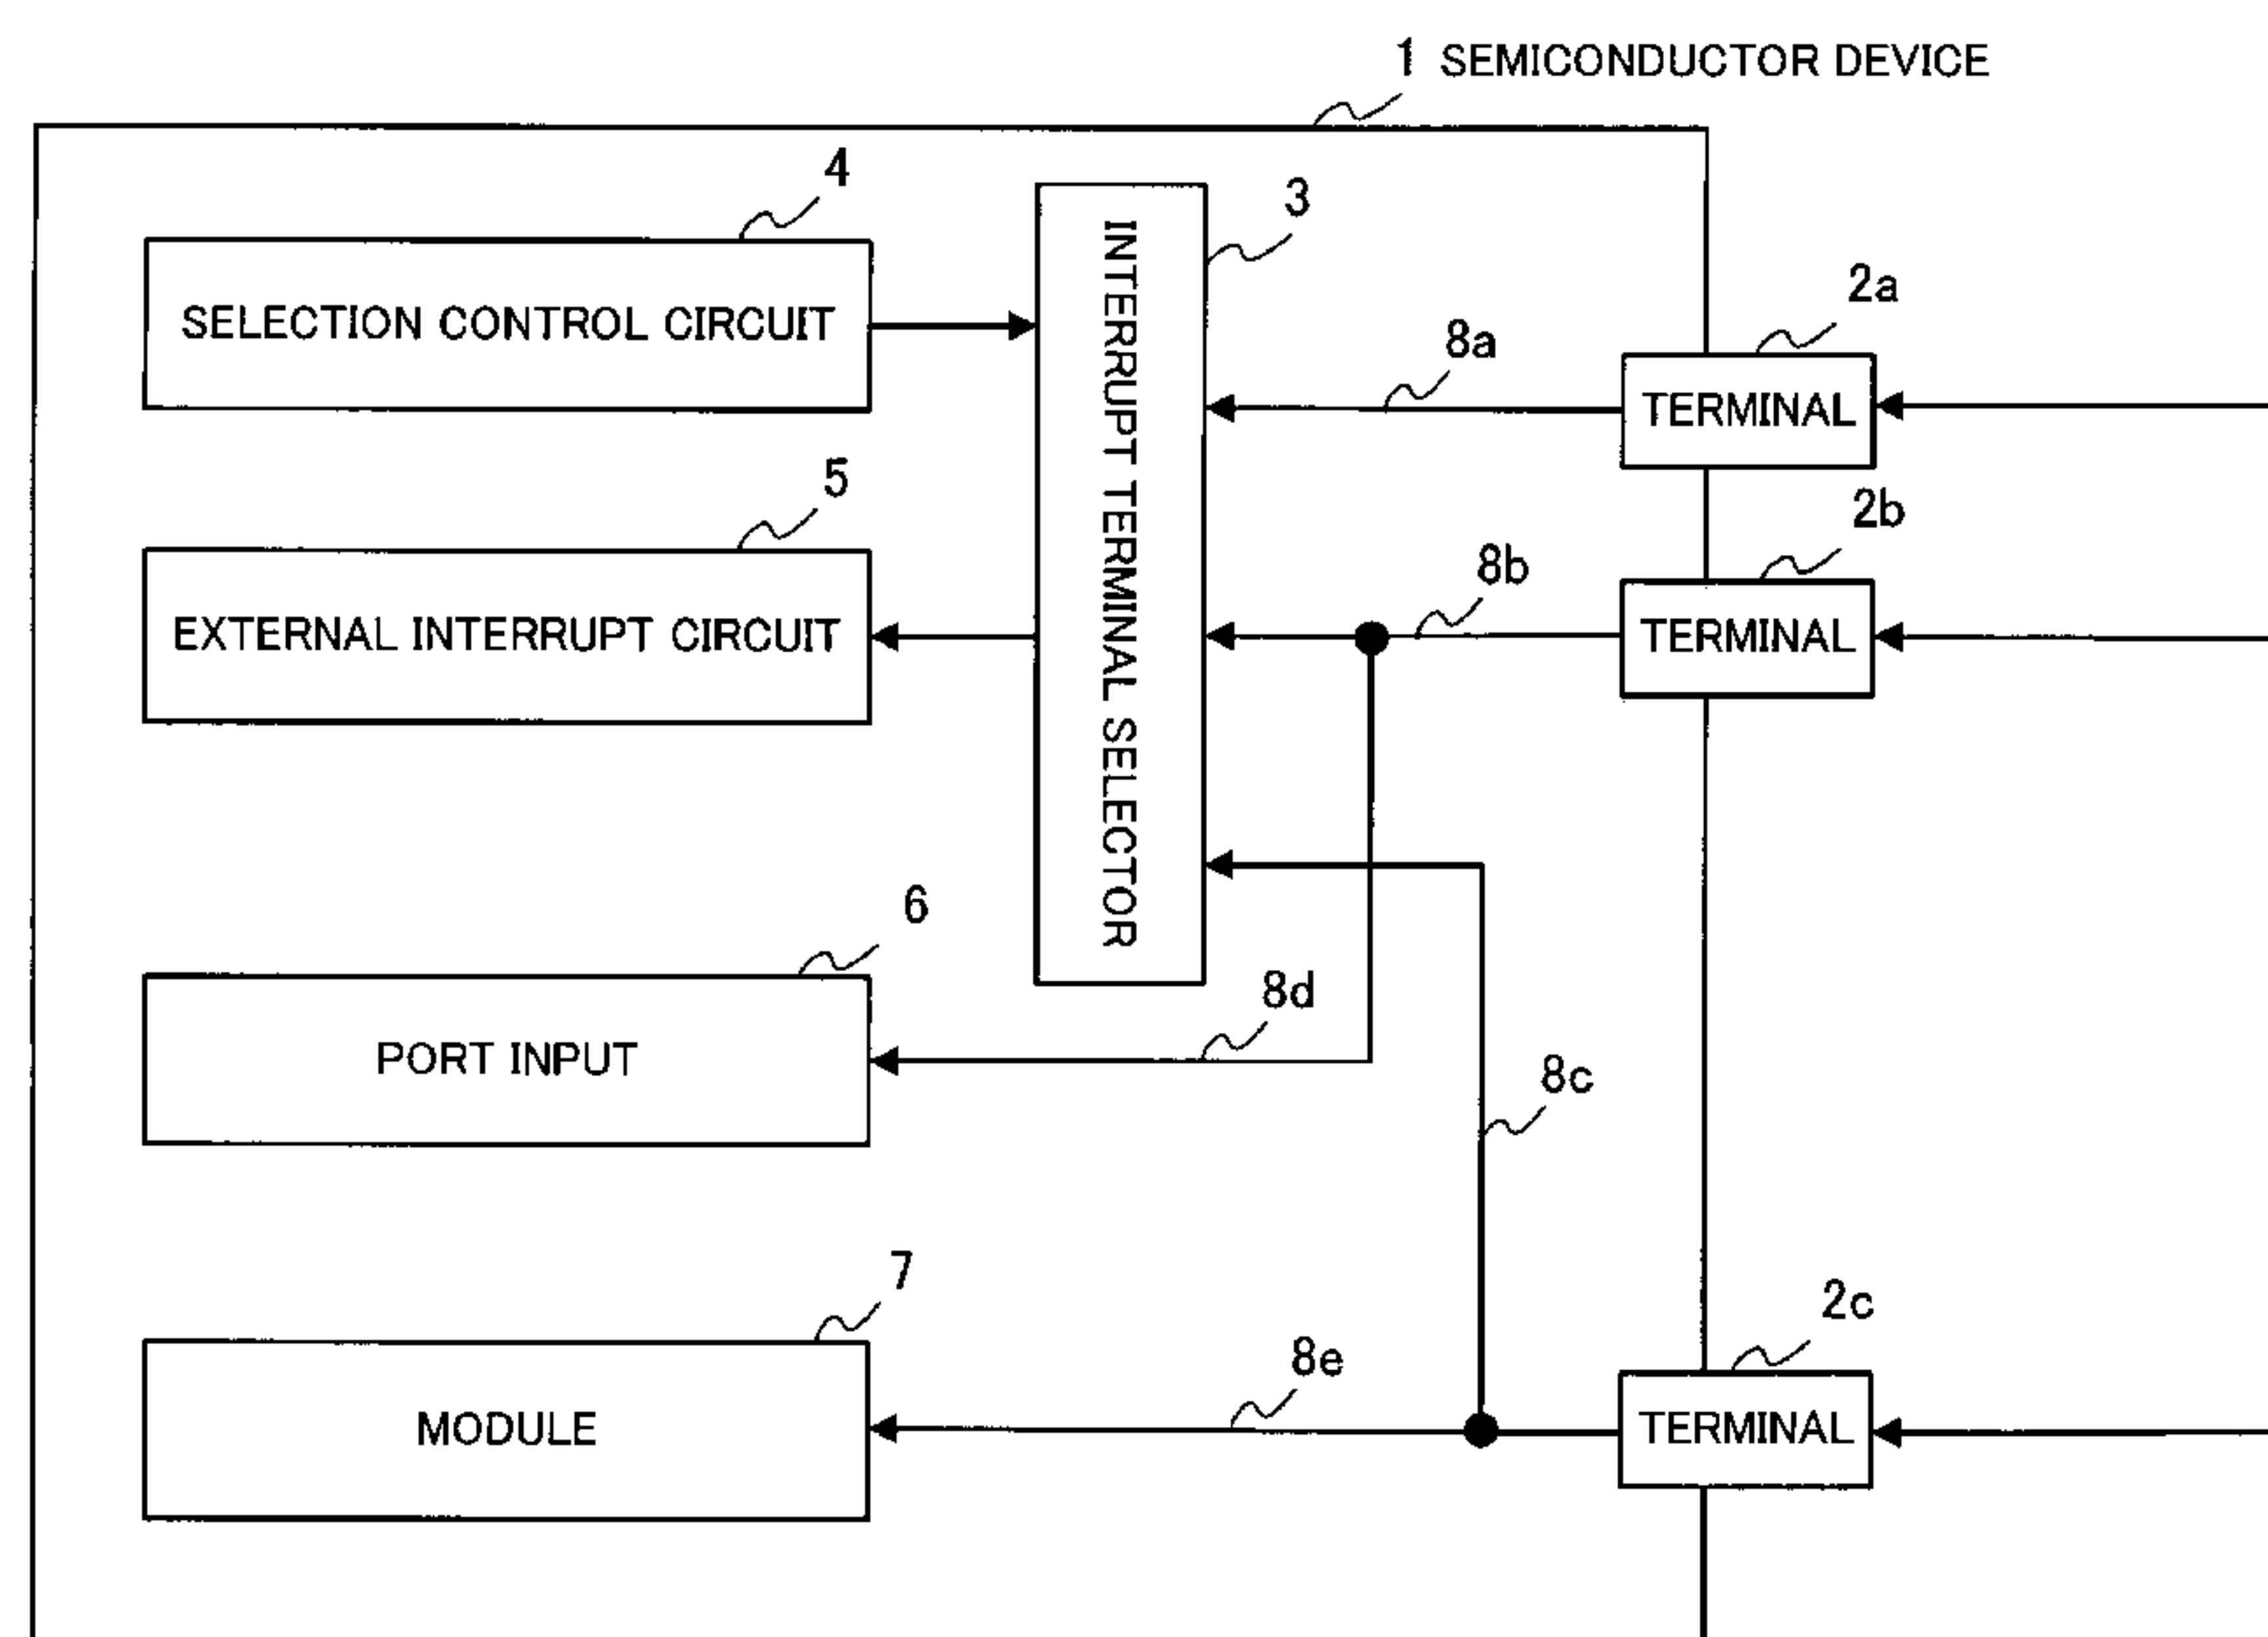 1 SEMICONDUCTOR DEVICE
4
3
SELECTION CONTROL CIRCUIT
INTERRUPT TERMINAL SELECTOR
2a
8a
TERMINAL
5
2b
8b
EXTERNAL INTERRUPT CIRCUIT
TERMINAL
6
8d
PORT INPUT
8c
7
2c
8e
MODULE
TERMINAL